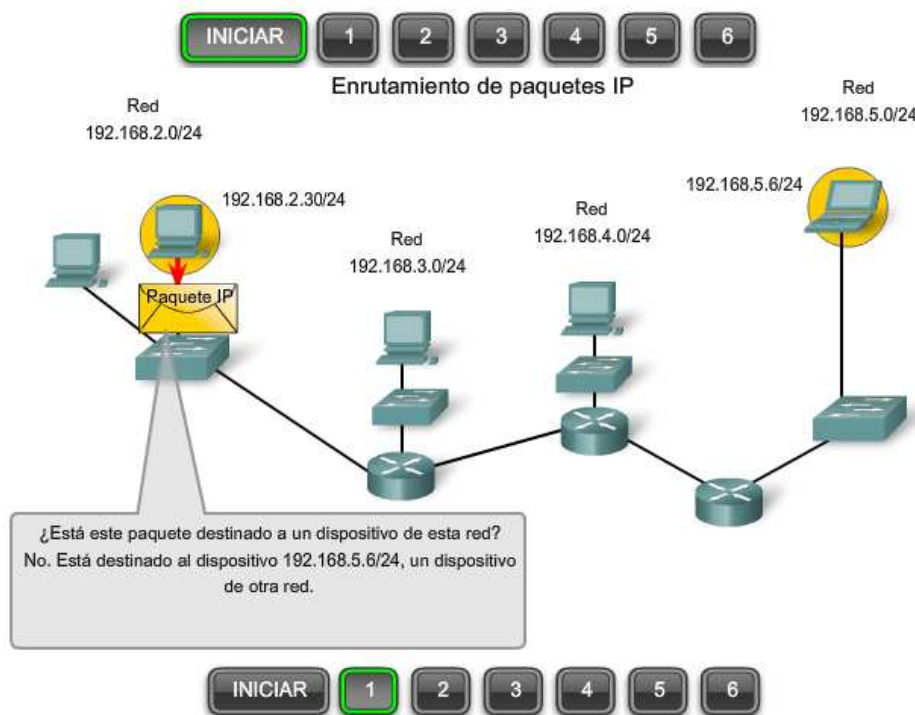 INICIAR 1 2 3 4 5 6
Enrutamiento de paquetes IP
Red
192.168.2.0/24
Red
192.168.5.0/24
192.168.2.30/24
192.168.5.6/24
Red
192.168.3.0/24
Red
192.168.4.0/24
Paquete IP
¿Está este paquete destinado a un dispositivo de esta red?
No. Está destinado al dispositivo 192.168.5.6/24, un dispositivo
de otra red.
INICIAR 1 2 3 4 5 6